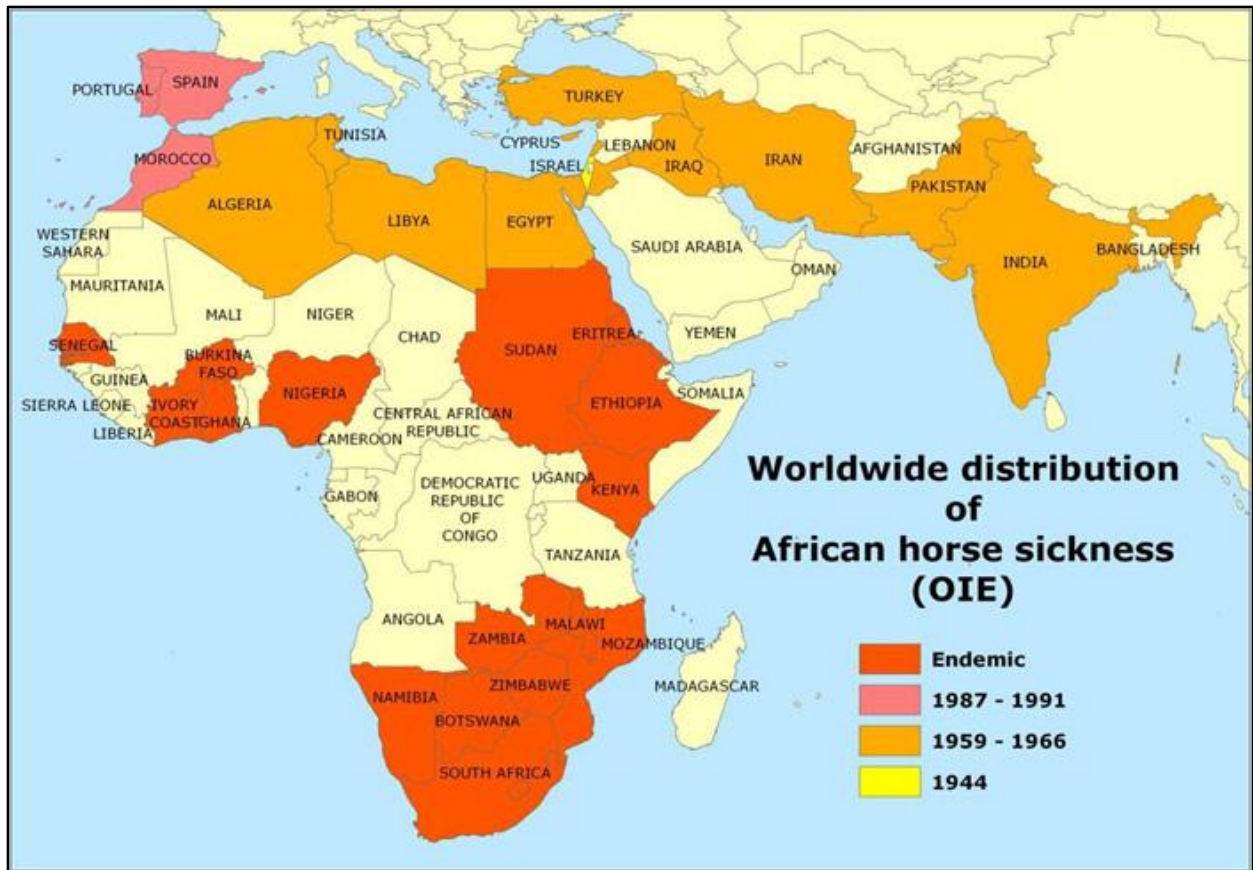 PORTUGAL
SPAIN
MOROCCO
TUNISIA
ALGERIA
LIBYA
EGYPT
TURKEY
CYPRUS
LEBANON
ISRAEL
IRAQ
IRAN
AFGHANISTAN
PAKISTAN
INDIA
BANGLADESH
SAUDI ARABIA
OMAN
YEMEN
WESTERN
SAHARA
MAURITANIA
MALI
NIGER
CHAD
SUDAN
ERITREA
ETHIOPIA
SOMALIA
SENEGAL
GUINEA
SIERRA LEONE
LIBERIA
BURKINA
FASO
IVORY
COAST
GHANA
NIGERIA
CAMEROON
CENTRAL AFRICAN
REPUBLIC
GABON
DEMOCRATIC
REPUBLIC
OF
CONGO
UGANDA
KENYA
TANZANIA
ANGOLA
ZAMBIA
MALAWI
MOZAMBIQUE
ZIMBABWE
NAMIBIA
BOTSWANA
SOUTH AFRICA
MADAGASCAR
Worldwide distribution
of
African horse sickness
(OIE)
Endemic
1987 - 1991
1959 - 1966
1944